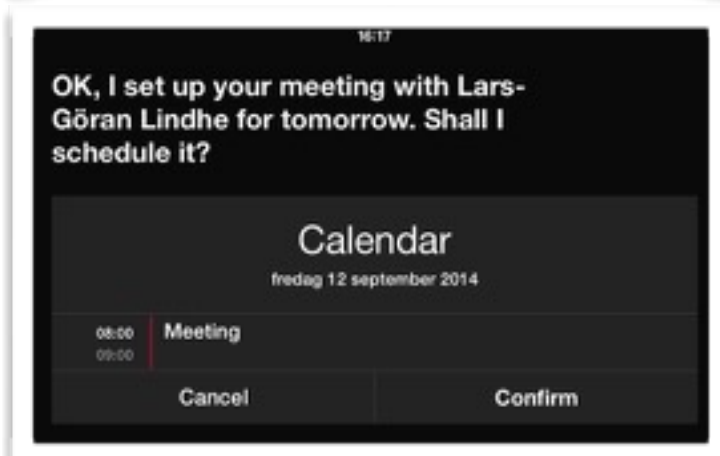 16:17
OK, I set up your meeting with Lars-
Göran Lindhe for tomorrow. Shall I
schedule it?
Calendar
fredag 12 september 2014
08:00 Meeting
09:00
Cancel Confirm